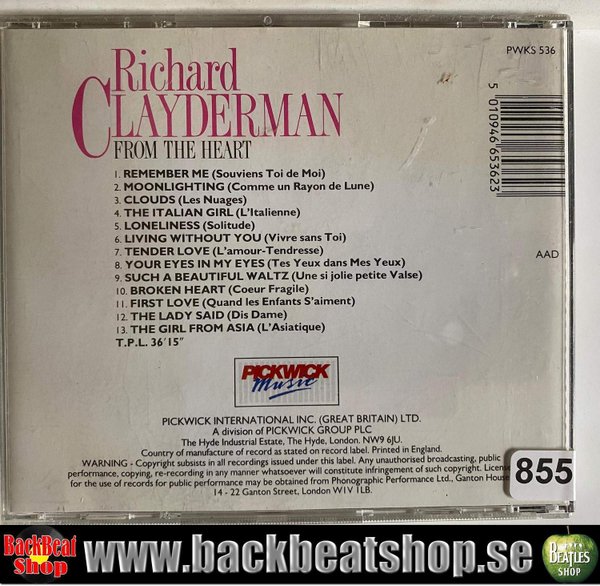 Richard
CLAYDERMAN
FROM THE HEART
PWKS 536
5 010946 653623
1. REMEMBER ME (Souviens Toi de Moi)
2. MOONLIGHTING (Comme un Rayon de Lune)
3. CLOUDS (Les Nuages)
4. THE ITALIAN GIRL (L'Italienne)
5. LONELINESS (Solitude)
6. LIVING WITHOUT YOU (Vivre sans Toi)
7. TENDER LOVE (L'amour-Tendresse)
8. YOUR EYES IN MY EYES (Tes Yeux dans Mes Yeux)
9. SUCH A BEAUTIFUL WALTZ (Une si jolie petite Valse)
10. BROKEN HEART (Coeur Fragile)
11. FIRST LOVE (Quand les Enfants S'aiment)
12. THE LADY SAID (Dis Dame)
13. THE GIRL FROM ASIA (L'Asiatique)
T.P.L. 36'15"
AAD
PICKWICK
Music
PICKWICK INTERNATIONAL INC. (GREAT BRITAIN) LTD.
A division of PICKWICK GROUP PLC
The Hyde Industrial Estate, The Hyde, London. NW9 6JU.
Country of manufacture of record as stated on record label. Printed in England.
WARNING - Copyright subsists in all recordings issued under this label. Any unauthorised broadcasting, public
performance, copying, re-recording in any manner whatsoever will constitute infringement of such copyright.
for the use of records for public performance may be obtained from Phonographic Performance Ltd., Ganton House
14 - 22 Ganton Street, London W1V 1LB.
855
BackBeat
Shop
www.backbeatshop.se
BEATLES
SHOP